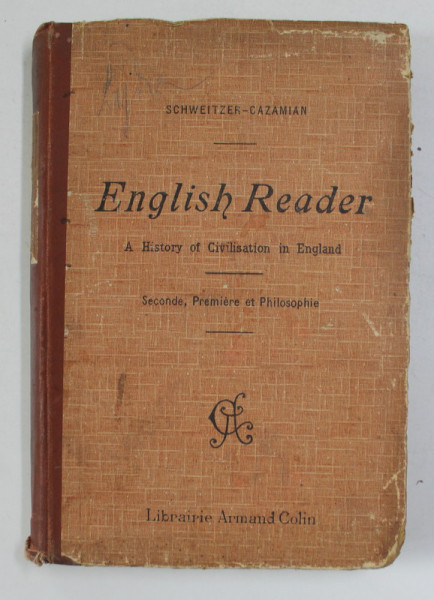 SCHWEITZER-CAZAMIAN
English Reader
A History of Civilisation in England
Seconde, Première et Philosophie
Librairie Armand Colin